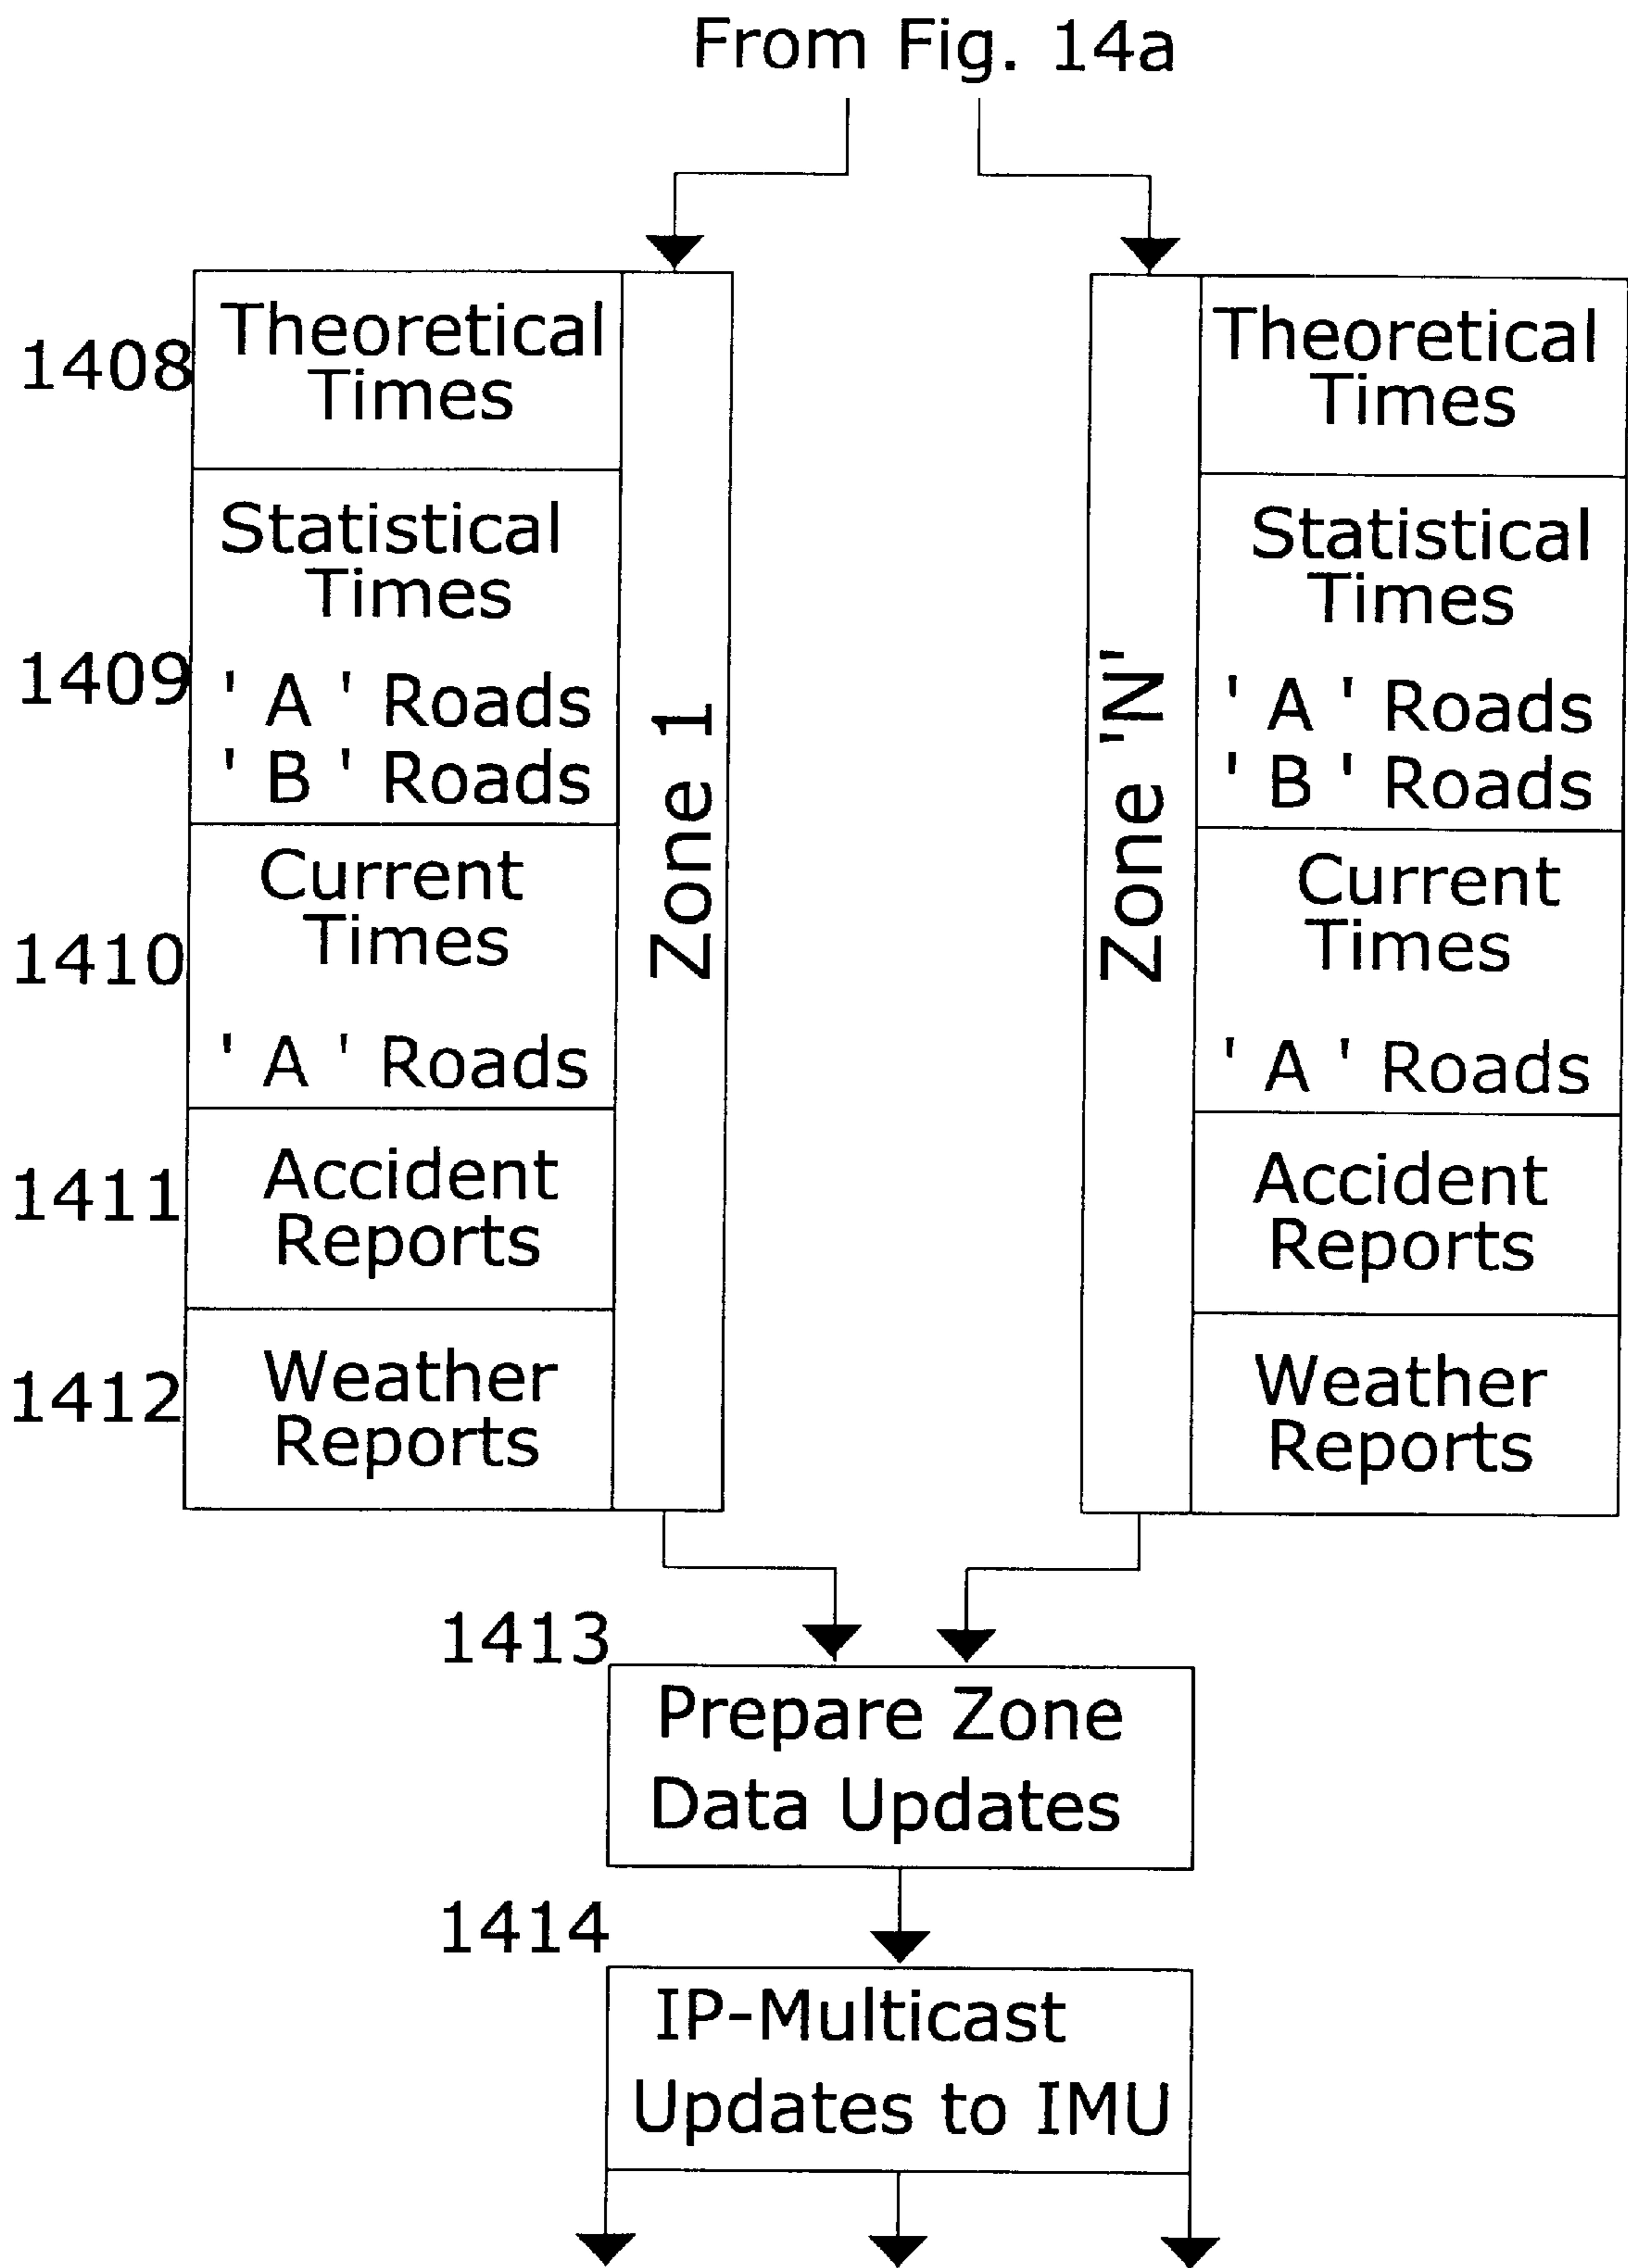 From Fig. 14a
1408
Theoretical
Times
1409
Statistical
Times
' A ' Roads
' B ' Roads
1410
Current
Times
' A ' Roads
1411
Accident
Reports
1412
Weather
Reports
Zone 1
Zone 'N'
Theoretical
Times
Statistical
Times
' A ' Roads
' B ' Roads
Current
Times
' A ' Roads
Accident
Reports
Weather
Reports
1413
Prepare Zone
Data Updates
1414
IP-Multicast
Updates to IMU